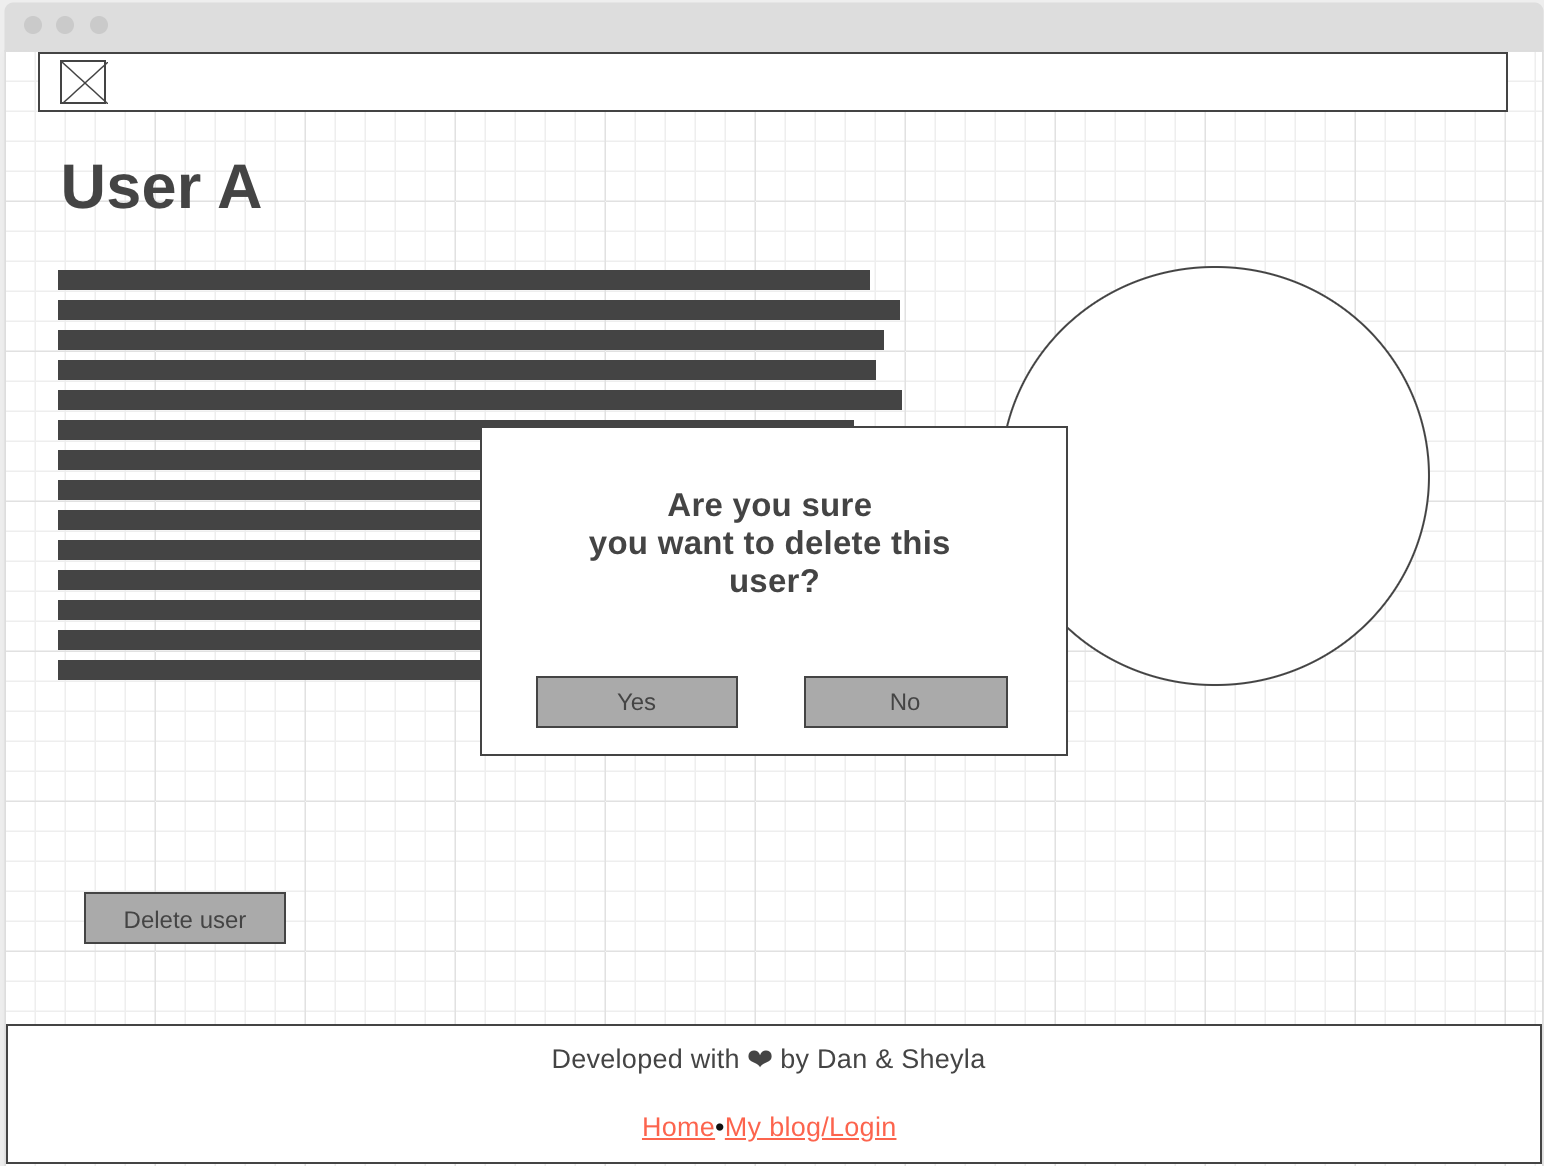 User A
Are you sure
you want to delete this
user?
Yes
No
Delete user
Developed with ❤ by Dan & Sheyla
Home•My blog/Login